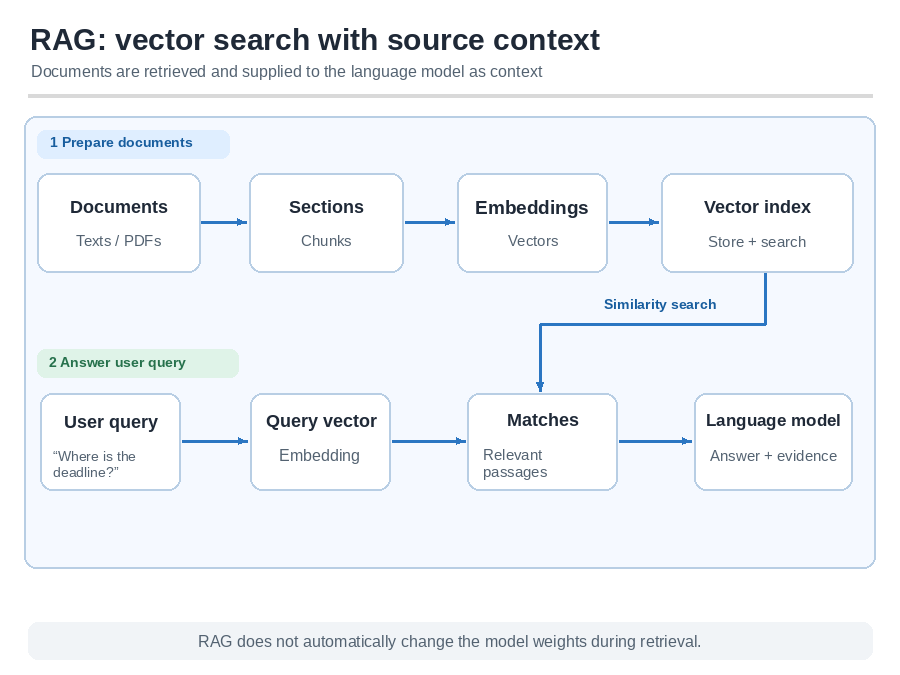 RAG: vector search with source context
Documents are retrieved and supplied to the language model as context
1 Prepare documents
Documents
Texts / PDFs
Sections
Chunks
Embeddings
Vectors
Vector index
Store + search
Similarity search
2 Answer user query
User query
“Where is the
deadline?”
Query vector
Embedding
Matches
Relevant
passages
Language model
Answer + evidence
RAG does not automatically change the model weights during retrieval.